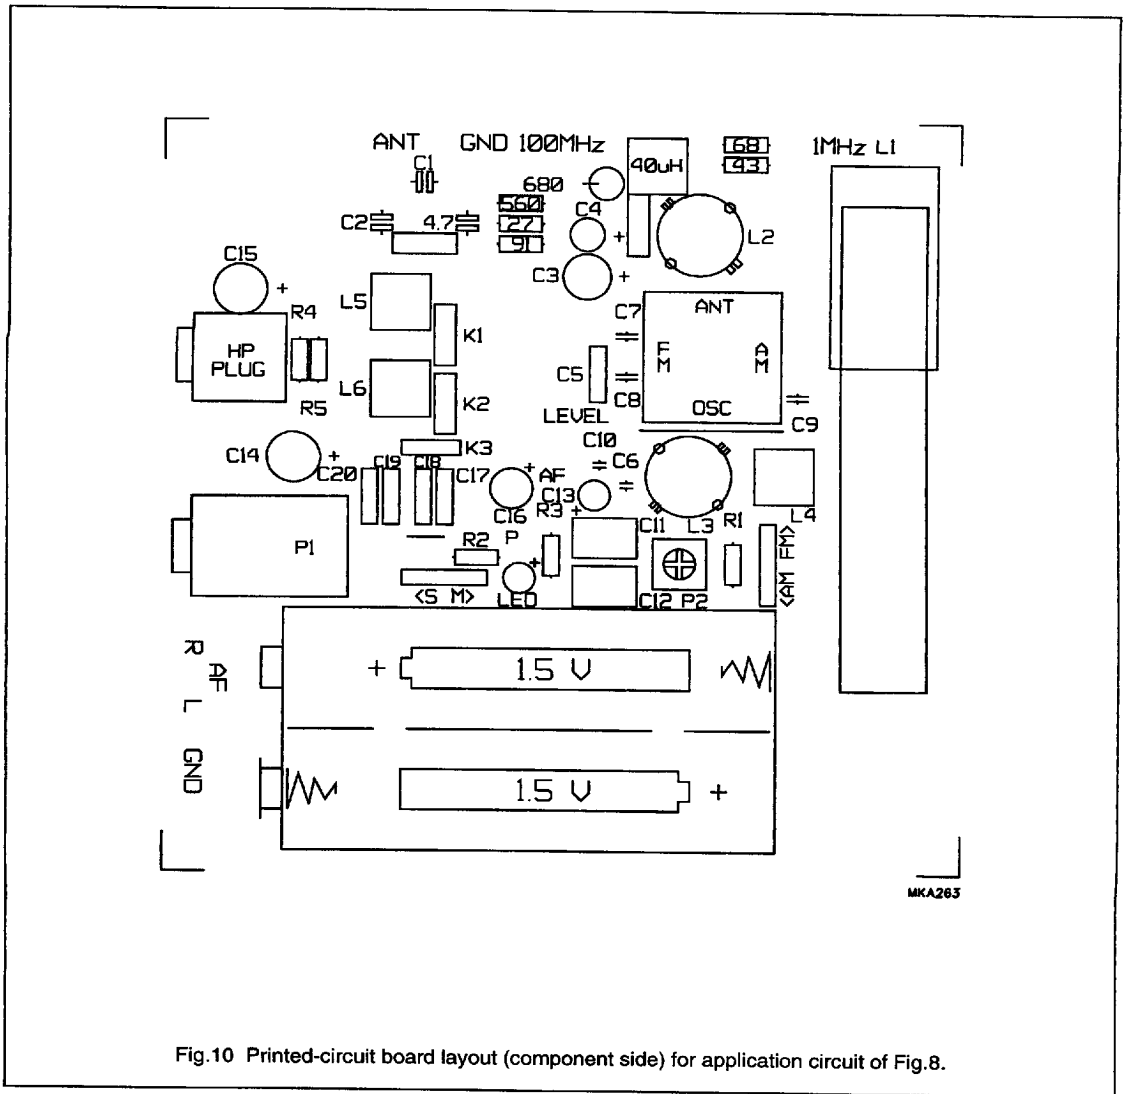 ANT GND 100MHz 68 1MHz L1
C1 40uH 43
680
560
C2 4.7 27 C4 L2
91
C15 C3
+ + +
L5 C7 ANT
R4
K1 F M A M
HP
PLUG
C5
L6 C8 OSC
R5 K2 LEVEL C9
C10
K3 C6
C14 + C20 C19 C18 C17 + AF
C13
C16 R3 + C11 L3 R1 L4
P1 R2 P
+
<S M> LED C12 P2 <AM FM>
R AF + 1.5 V
L
GND 1.5 V +
MKA263
Fig.10 Printed-circuit board layout (component side) for application circuit of Fig.8.